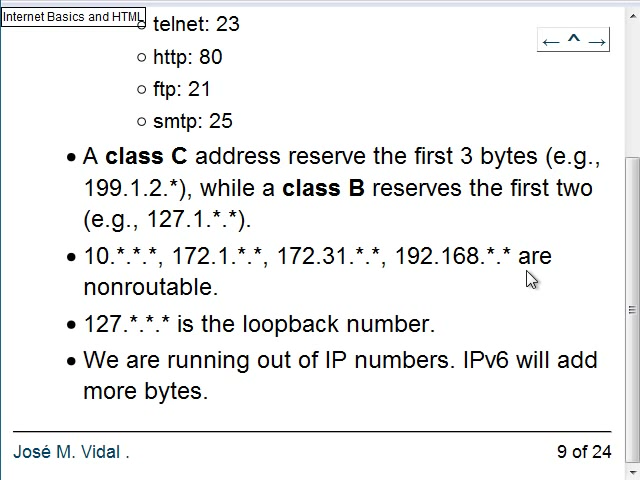 Internet Basics and HTML
telnet: 23
← ^ →
http: 80
ftp: 21
smtp: 25
A class C address reserve the first 3 bytes (e.g.,
199.1.2.*), while a class B reserves the first two
(e.g., 127.1.*.*).
10.*.*.*, 172.1.*.*, 172.31.*.*, 192.168.*.* are
nonroutable.
127.*.*.* is the loopback number.
We are running out of IP numbers. IPv6 will add
more bytes.
José M. Vidal .
9 of 24